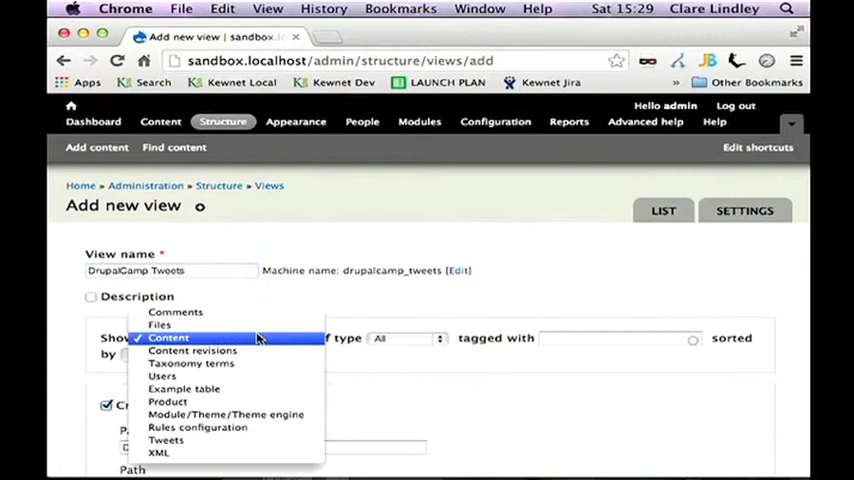 Chrome File Edit View History Bookmarks Window Help Sat 15:29 Clare Lindley
Add new view | sandbox.loc
sandbox.localhost/admin/structure/views/add
Apps Search Kewnet Local Kewnet Dev LAUNCH PLAN Kewnet Jira » Other Bookmarks
Hello admin Log out
Dashboard Content Structure Appearance People Modules Configuration Reports Advanced help Help
Add content Find content Edit shortcuts
Home » Administration » Structure » Views
Add new view
LIST SETTINGS
View name *
DrupalCamp Tweets Machine name: drupalcamp_tweets [Edit]
Description
Comments
Files
Show ✓ Content f type All tagged with sorted
by
Content revisions
Taxonomy terms
Users
Example table
Product
Module/Theme/Theme engine
Rules configuration
Tweets
XML
Path